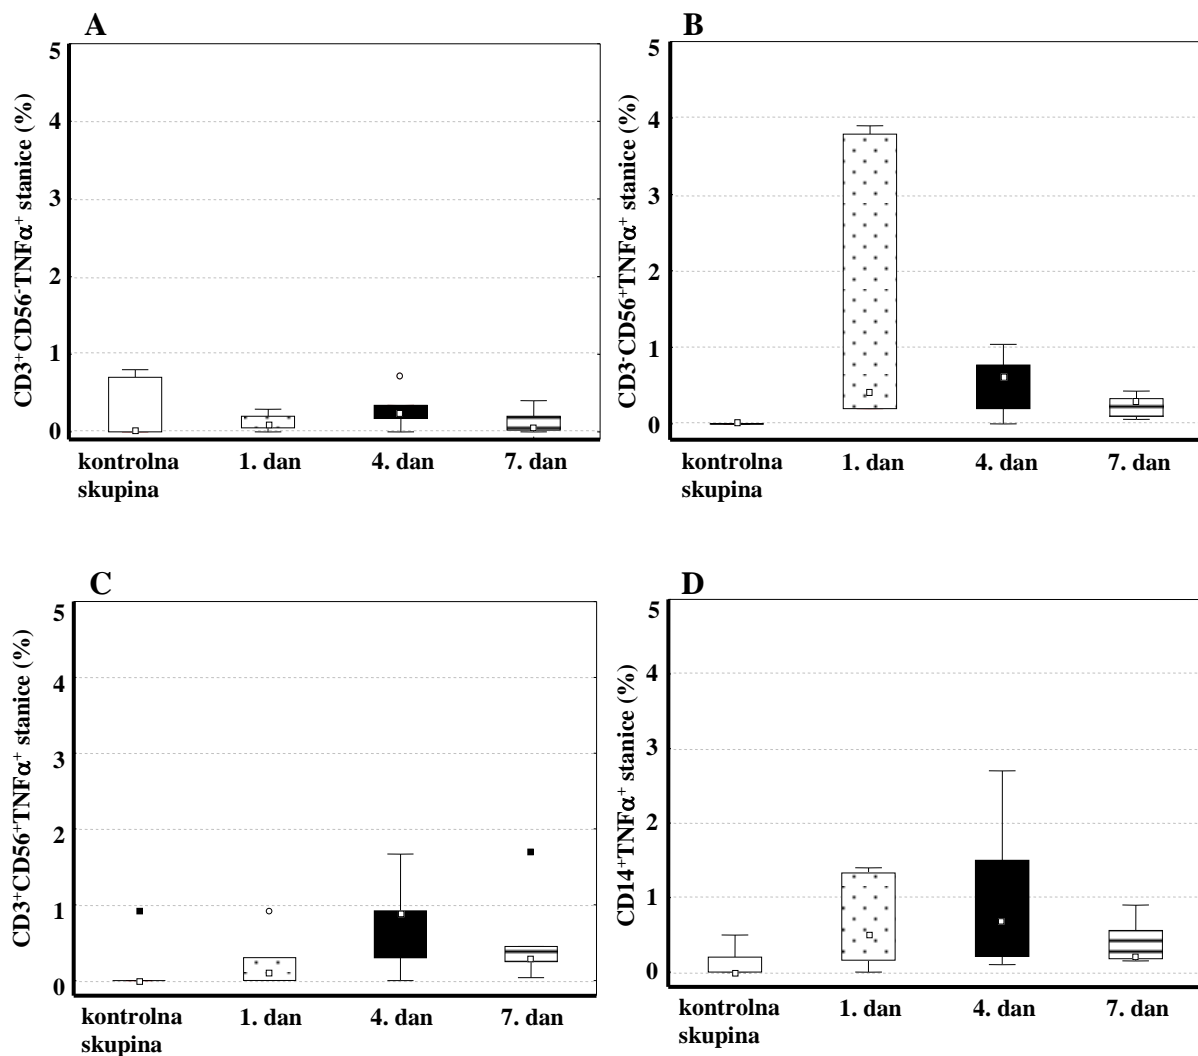 A
CD3⁺CD56⁻TNFα⁺ stanice (%)
5
4
3
2
1
0
kontrolna
skupina
1. dan
4. dan
7. dan
B
CD3⁻CD56⁺TNFα⁺ stanice (%)
5
4
3
2
1
0
kontrolna
skupina
1. dan
4. dan
7. dan
C
CD3⁺CD56⁺TNFα⁺ stanice (%)
5
4
3
2
1
0
kontrolna
skupina
1. dan
4. dan
7. dan
D
CD14⁺TNFα⁺ stanice (%)
5
4
3
2
1
0
kontrolna
skupina
1. dan
4. dan
7. dan